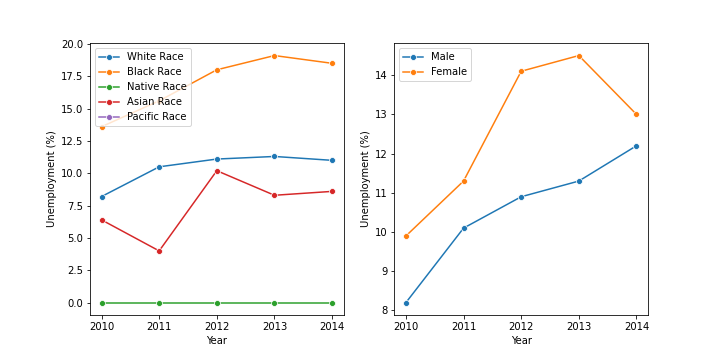 20.0
17.5
15.0
12.5
10.0
7.5
5.0
2.5
0.0
Unemployment (%)
White Race
Black Race
Native Race
Asian Race
Pacific Race
2010 2011 2012 2013 2014
Year
14
13
12
11
10
9
8
Unemployment (%)
Male
Female
2010 2011 2012 2013 2014
Year